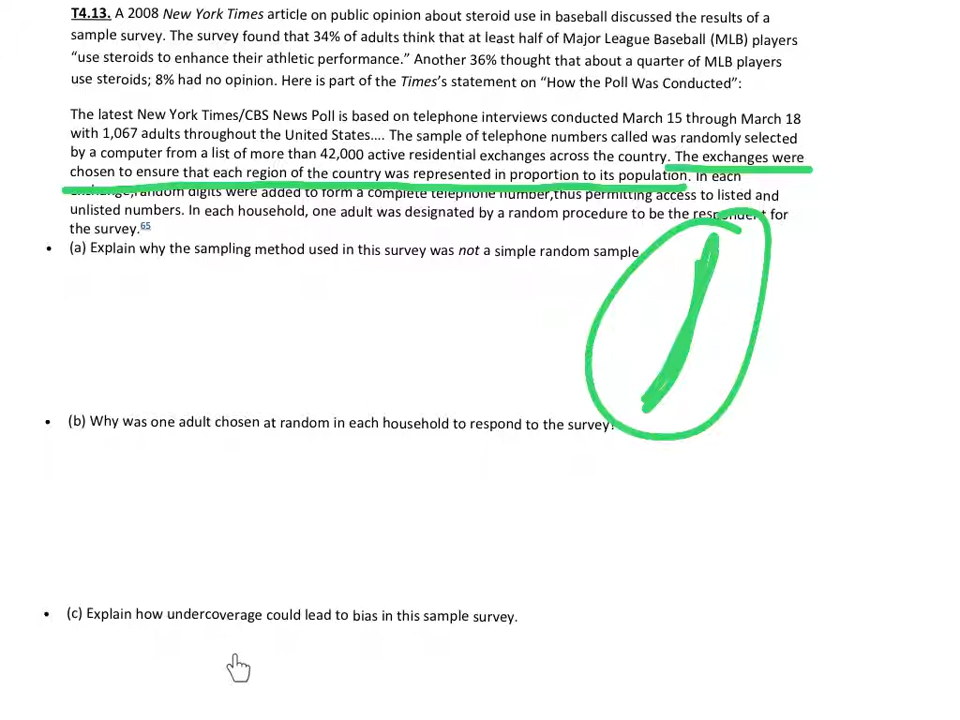 T4.13. A 2008 New York Times article on public opinion about steroid use in baseball discussed the results of a
sample survey. The survey found that 34% of adults think that at least half of Major League Baseball (MLB) players
“use steroids to enhance their athletic performance.” Another 36% thought that about a quarter of MLB players
use steroids; 8% had no opinion. Here is part of the Times’s statement on “How the Poll Was Conducted”:
The latest New York Times/CBS News Poll is based on telephone interviews conducted March 15 through March 18
with 1,067 adults throughout the United States.... The sample of telephone numbers called was randomly selected
by a computer from a list of more than 42,000 active residential exchanges across the country. The exchanges were
chosen to ensure that each region of the country was represented in proportion to its population. In each
exchange, random digits were added to form a complete telephone number,thus permitting access to listed and
unlisted numbers. In each household, one adult was designated by a random procedure to be the respondent for
the survey.65
• (a) Explain why the sampling method used in this survey was not a simple random sample
• (b) Why was one adult chosen at random in each household to respond to the survey?
• (c) Explain how undercoverage could lead to bias in this sample survey.